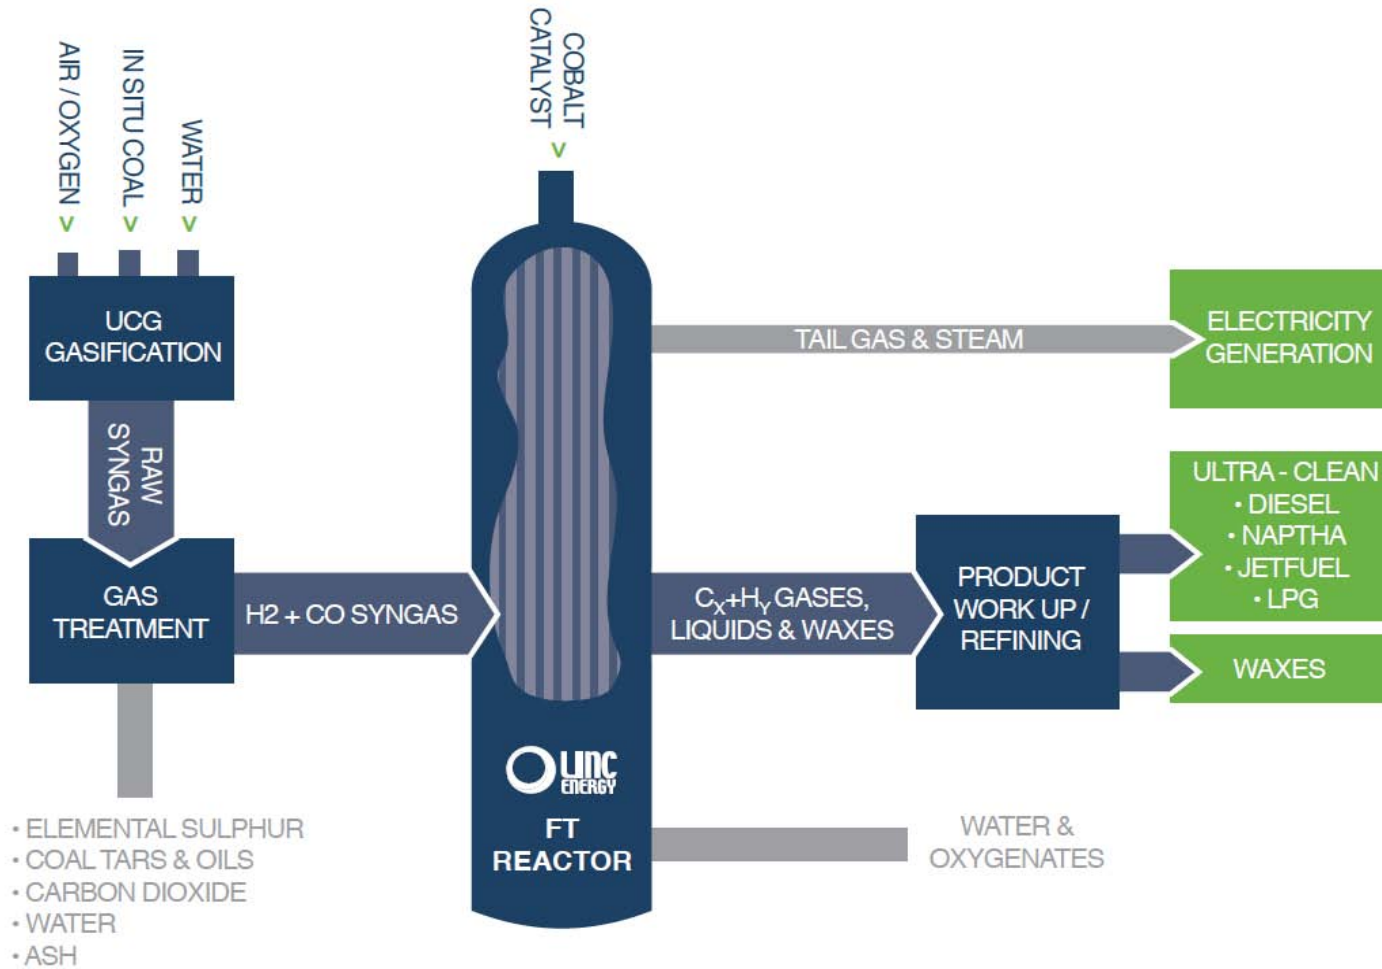 AIR / OXYGEN
IN SITU COAL
WATER
COBALT
CATALYST
UCG
GASIFICATION
RAW
SYNGAS
GAS
TREATMENT
H2 + CO SYNGAS
• ELEMENTAL SULPHUR
• COAL TARS & OILS
• CARBON DIOXIDE
• WATER
• ASH
LINC
ENERGY
FT
REACTOR
TAIL GAS & STEAM
CX+HY GASES,
LIQUIDS & WAXES
WATER &
OXYGENATES
PRODUCT
WORK UP /
REFINING
ELECTRICITY
GENERATION
ULTRA - CLEAN
• DIESEL
• NAPTHA
• JETFUEL
• LPG
WAXES